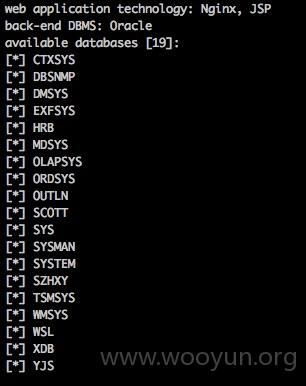 web application technology: Nginx, JSP
back-end DBMS: Oracle
available databases [19]:
[*] CTXSYS
[*] DBSNMP
[*] DMSYS
[*] EXFSYS
[*] HRB
[*] MDSYS
[*] OLAPSYS
[*] ORDSYS
[*] OUTLN
[*] SCOTT
[*] SYS
[*] SYSMAN
[*] SYSTEM
[*] SZHXY
[*] TSMSYS
[*] WMSYS
[*] WSL
[*] XDB
[*] YJS
www.wooyun.org